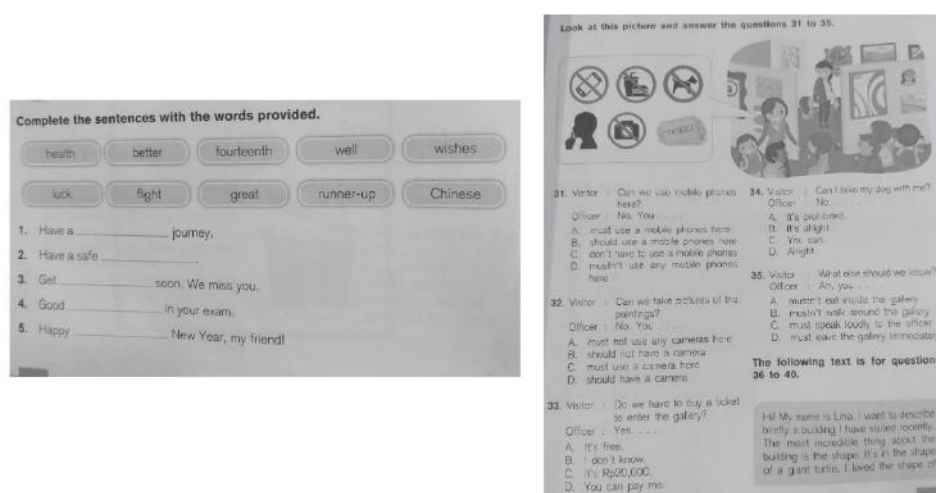 Complete the sentences with the words provided.
health better fourteenth well wishes
luck flight great runner-up Chinese
1. Have a ____________ journey.
2. Have a safe ____________.
3. Get ____________ soon. We miss you.
4. Good ____________ in your exam.
5. Happy ____________ New Year, my friend!
Look at this picture and answer the questions 31 to 35.
TICKET
31. Visitor : Can we use mobile phones
here?
Officer : No. You . . . .
A. must use a mobile phones here
B. should use a mobile phones here
C. don't have to use a mobile phones
D. mustn't use any mobile phones
here
32. Visitor : Can we take pictures of the
paintings?
Officer : No. You . . . .
A. must not use any cameras here
B. should not have a camera
C. must use a camera here
D. should have a camera
33. Visitor : Do we have to buy a ticket
to enter the gallery?
Officer : Yes. . . .
A. It's free.
B. I don't know.
C. It's Rp20,000.
D. You can pay me.
34. Visitor : Can I take my dog with me?
Officer : No . . . .
A. It's prohibited.
B. It's alright.
C. You can.
D. Alright.
35. Visitor : What else should we know?
Officer : Ah, you . . . .
A. mustn't eat inside the gallery
B. mustn't walk around the gallery
C. must speak loudly to the officer
D. must leave the gallery
The following text is for question
36 to 40.
Hi! My name is Lina. I want to describe
briefly a building I have visited recently.
The most incredible thing about the
building is the shape. It's in the shape
of a giant turtle. I loved the shape of